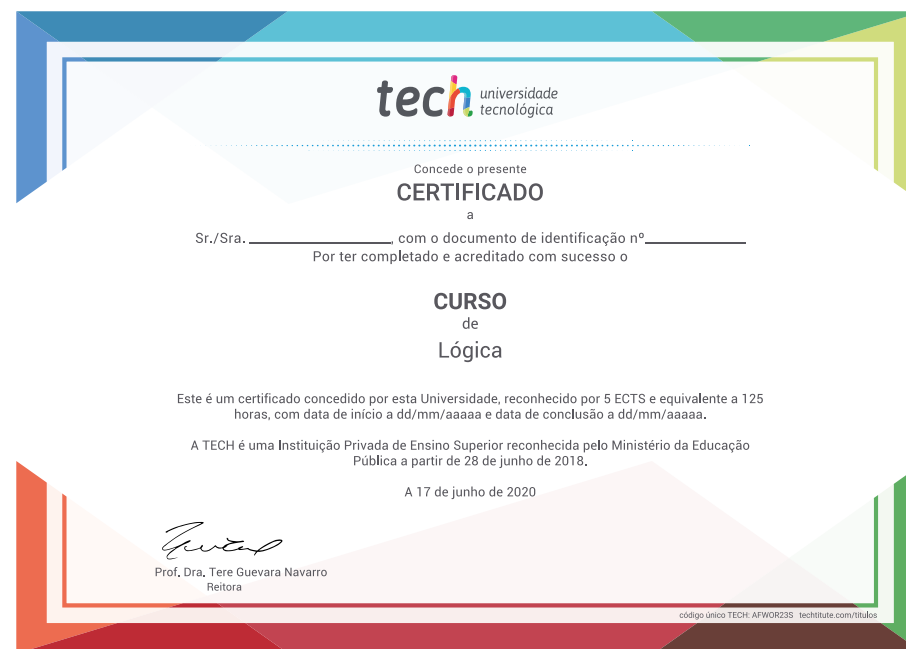 tech universidade
tecnológica
Concede o presente
CERTIFICADO
a
Sr./Sra. ____________________, com o documento de identificação nº______________
Por ter completado e acreditado com sucesso o
CURSO
de
Lógica
Este é um certificado concedido por esta Universidade, reconhecido por 5 ECTS e equivalente a 125
horas, com data de início a dd/mm/aaaaa e data de conclusão a dd/mm/aaaaa.
A TECH é uma Instituição Privada de Ensino Superior reconhecida pelo Ministério da Educação
Pública a partir de 28 de junho de 2018.
A 17 de junho de 2020
Prof. Dra. Tere Guevara Navarro
Reitora
código único TECH: AFWOR23S techtitute.com/titulos